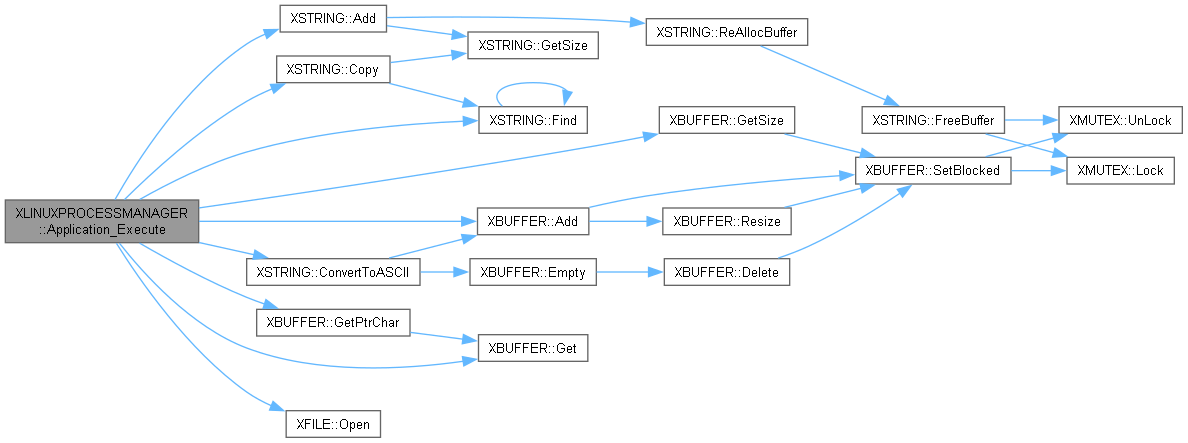 XSTRING::Add
XSTRING::ReAllocBuffer
XSTRING::GetSize
XSTRING::Copy
XSTRING::Find
XBUFFER::GetSize
XSTRING::FreeBuffer
XMUTEX::UnLock
XBUFFER::SetBlocked
XMUTEX::Lock
XLINUXPROCESSMANAGER
::Application_Execute
XBUFFER::Add
XBUFFER::Resize
XSTRING::ConvertToASCII
XBUFFER::Empty
XBUFFER::Delete
XBUFFER::GetPtrChar
XBUFFER::Get
XFILE::Open